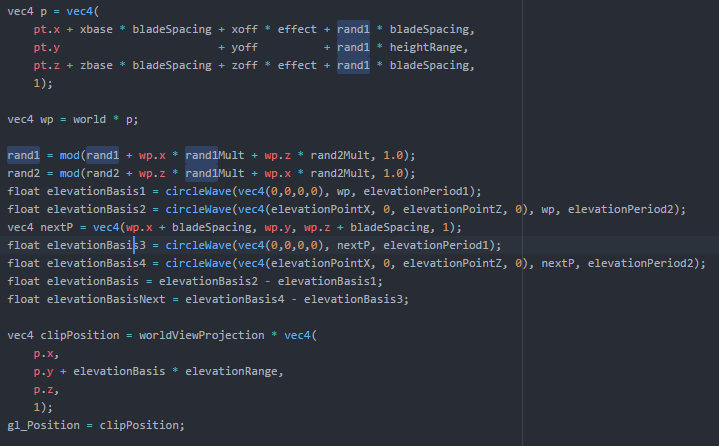 vec4 p = vec4(
    pt.x + xbase * bladeSpacing + xoff * effect + rand1 * bladeSpacing,
    pt.y                        + yoff          + rand1 * heightRange,
    pt.z + zbase * bladeSpacing + zoff * effect + rand1 * bladeSpacing,
    1);

vec4 wp = world * p;

rand1 = mod(rand1 + wp.x * rand1Mult + wp.z * rand2Mult, 1.0);
rand2 = mod(rand2 + wp.z * rand1Mult + wp.x * rand2Mult, 1.0);
float elevationBasis1 = circleWave(vec4(0,0,0,0), wp, elevationPeriod1);
float elevationBasis2 = circleWave(vec4(elevationPointX, 0, elevationPointZ, 0), wp, elevationPeriod2);
vec4 nextP = vec4(wp.x + bladeSpacing, wp.y, wp.z + bladeSpacing, 1);
float elevationBasis3 = circleWave(vec4(0,0,0,0), nextP, elevationPeriod1);
float elevationBasis4 = circleWave(vec4(elevationPointX, 0, elevationPointZ, 0), nextP, elevationPeriod2);
float elevationBasis = elevationBasis2 - elevationBasis1;
float elevationBasisNext = elevationBasis4 - elevationBasis3;

vec4 clipPosition = worldViewProjection * vec4(
    p.x,
    p.y + elevationBasis * elevationRange,
    p.z,
    1);
gl_Position = clipPosition;